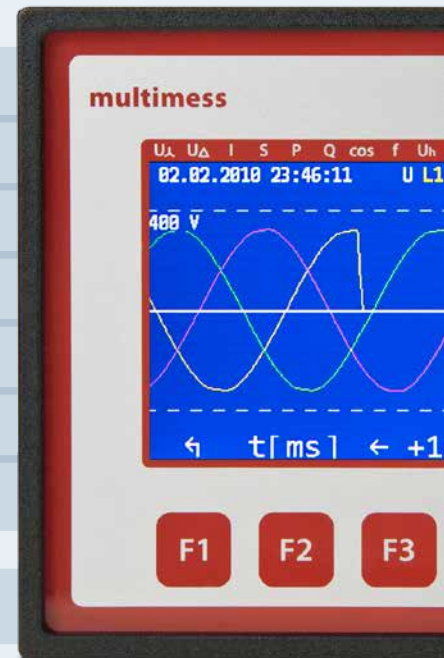 multimess
U⅄ U∆ I S P Q cos f Uh
02.02.2010 23:46:11 U L1
400 V
↰ t[ms] ← +1
F1 F2 F3